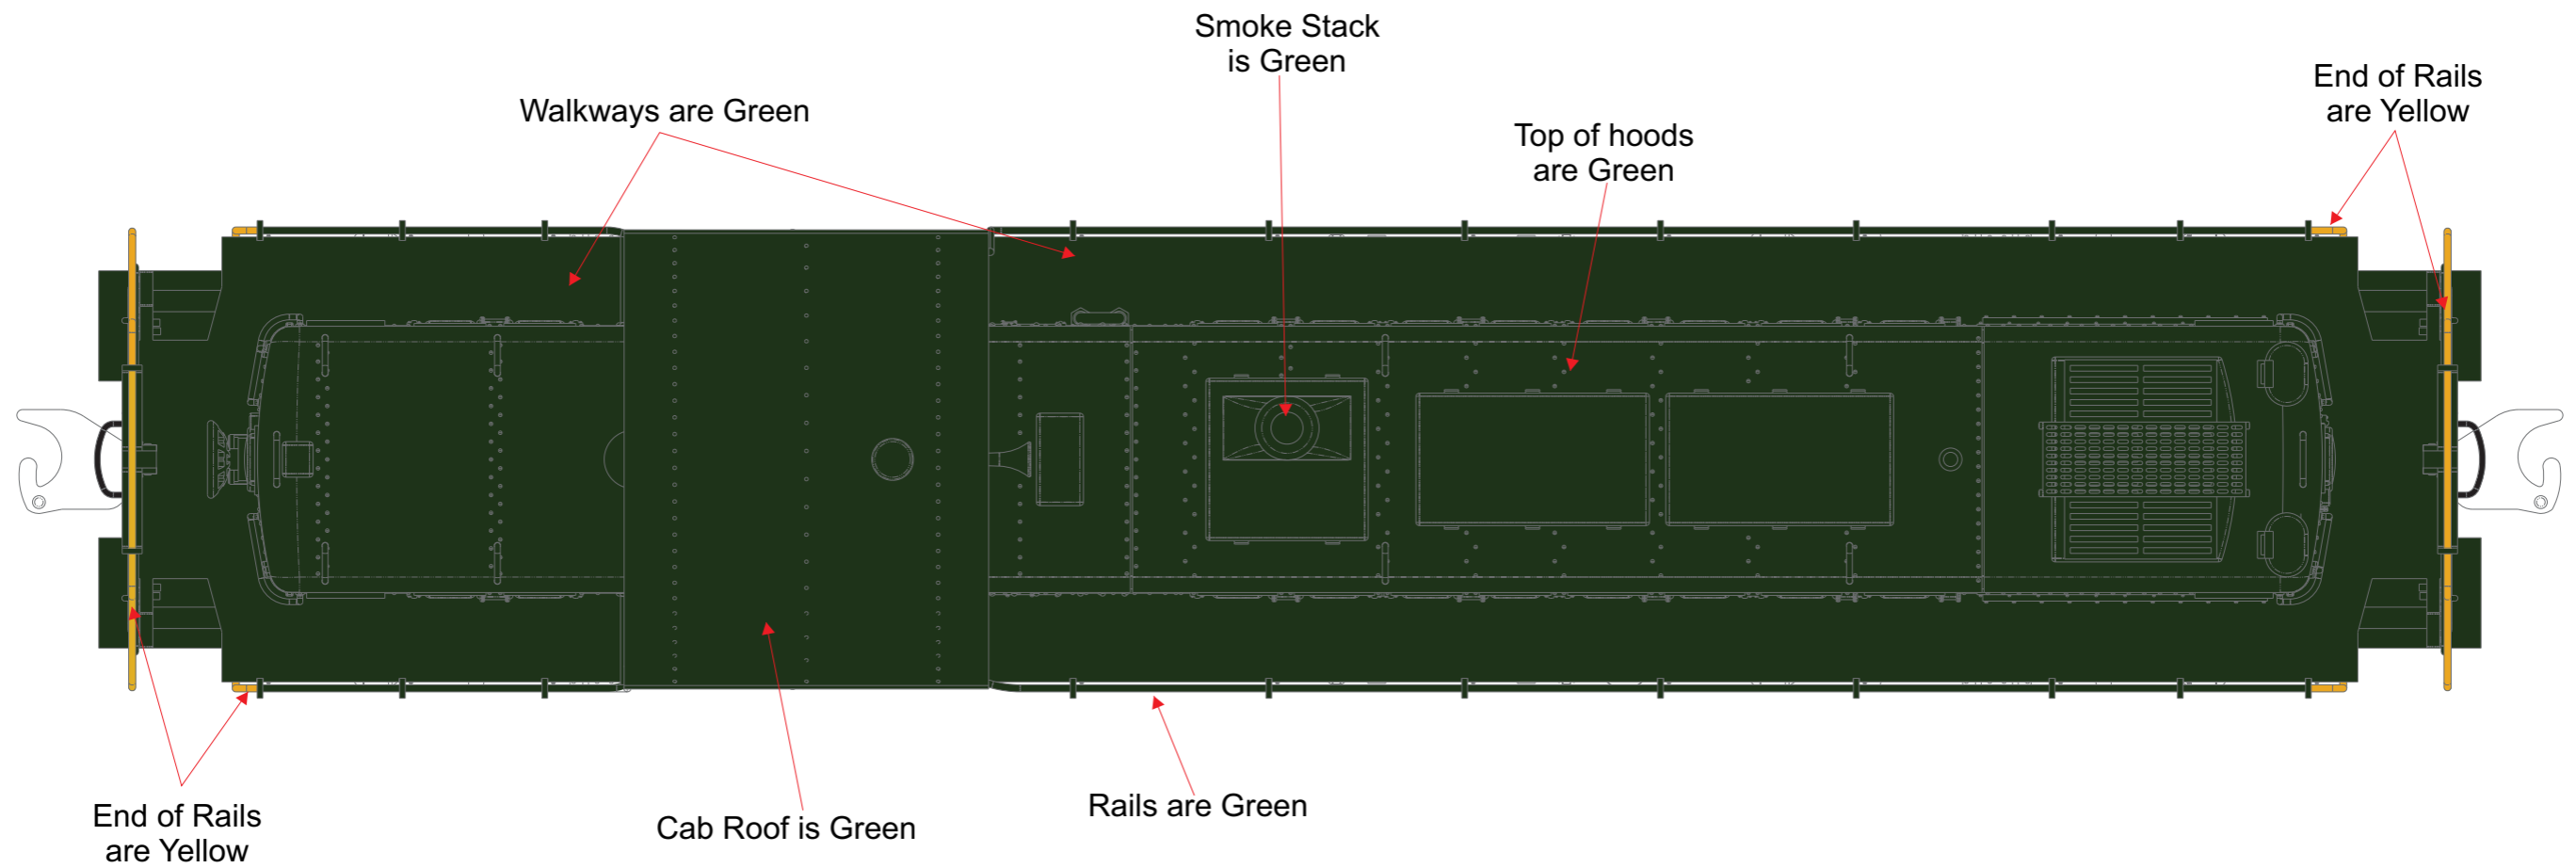 Smoke Stack
is Green
End of Rails
are Yellow
Walkways are Green
Top of hoods
are Green
Rails are Green
Cab Roof is Green
End of Rails
are Yellow